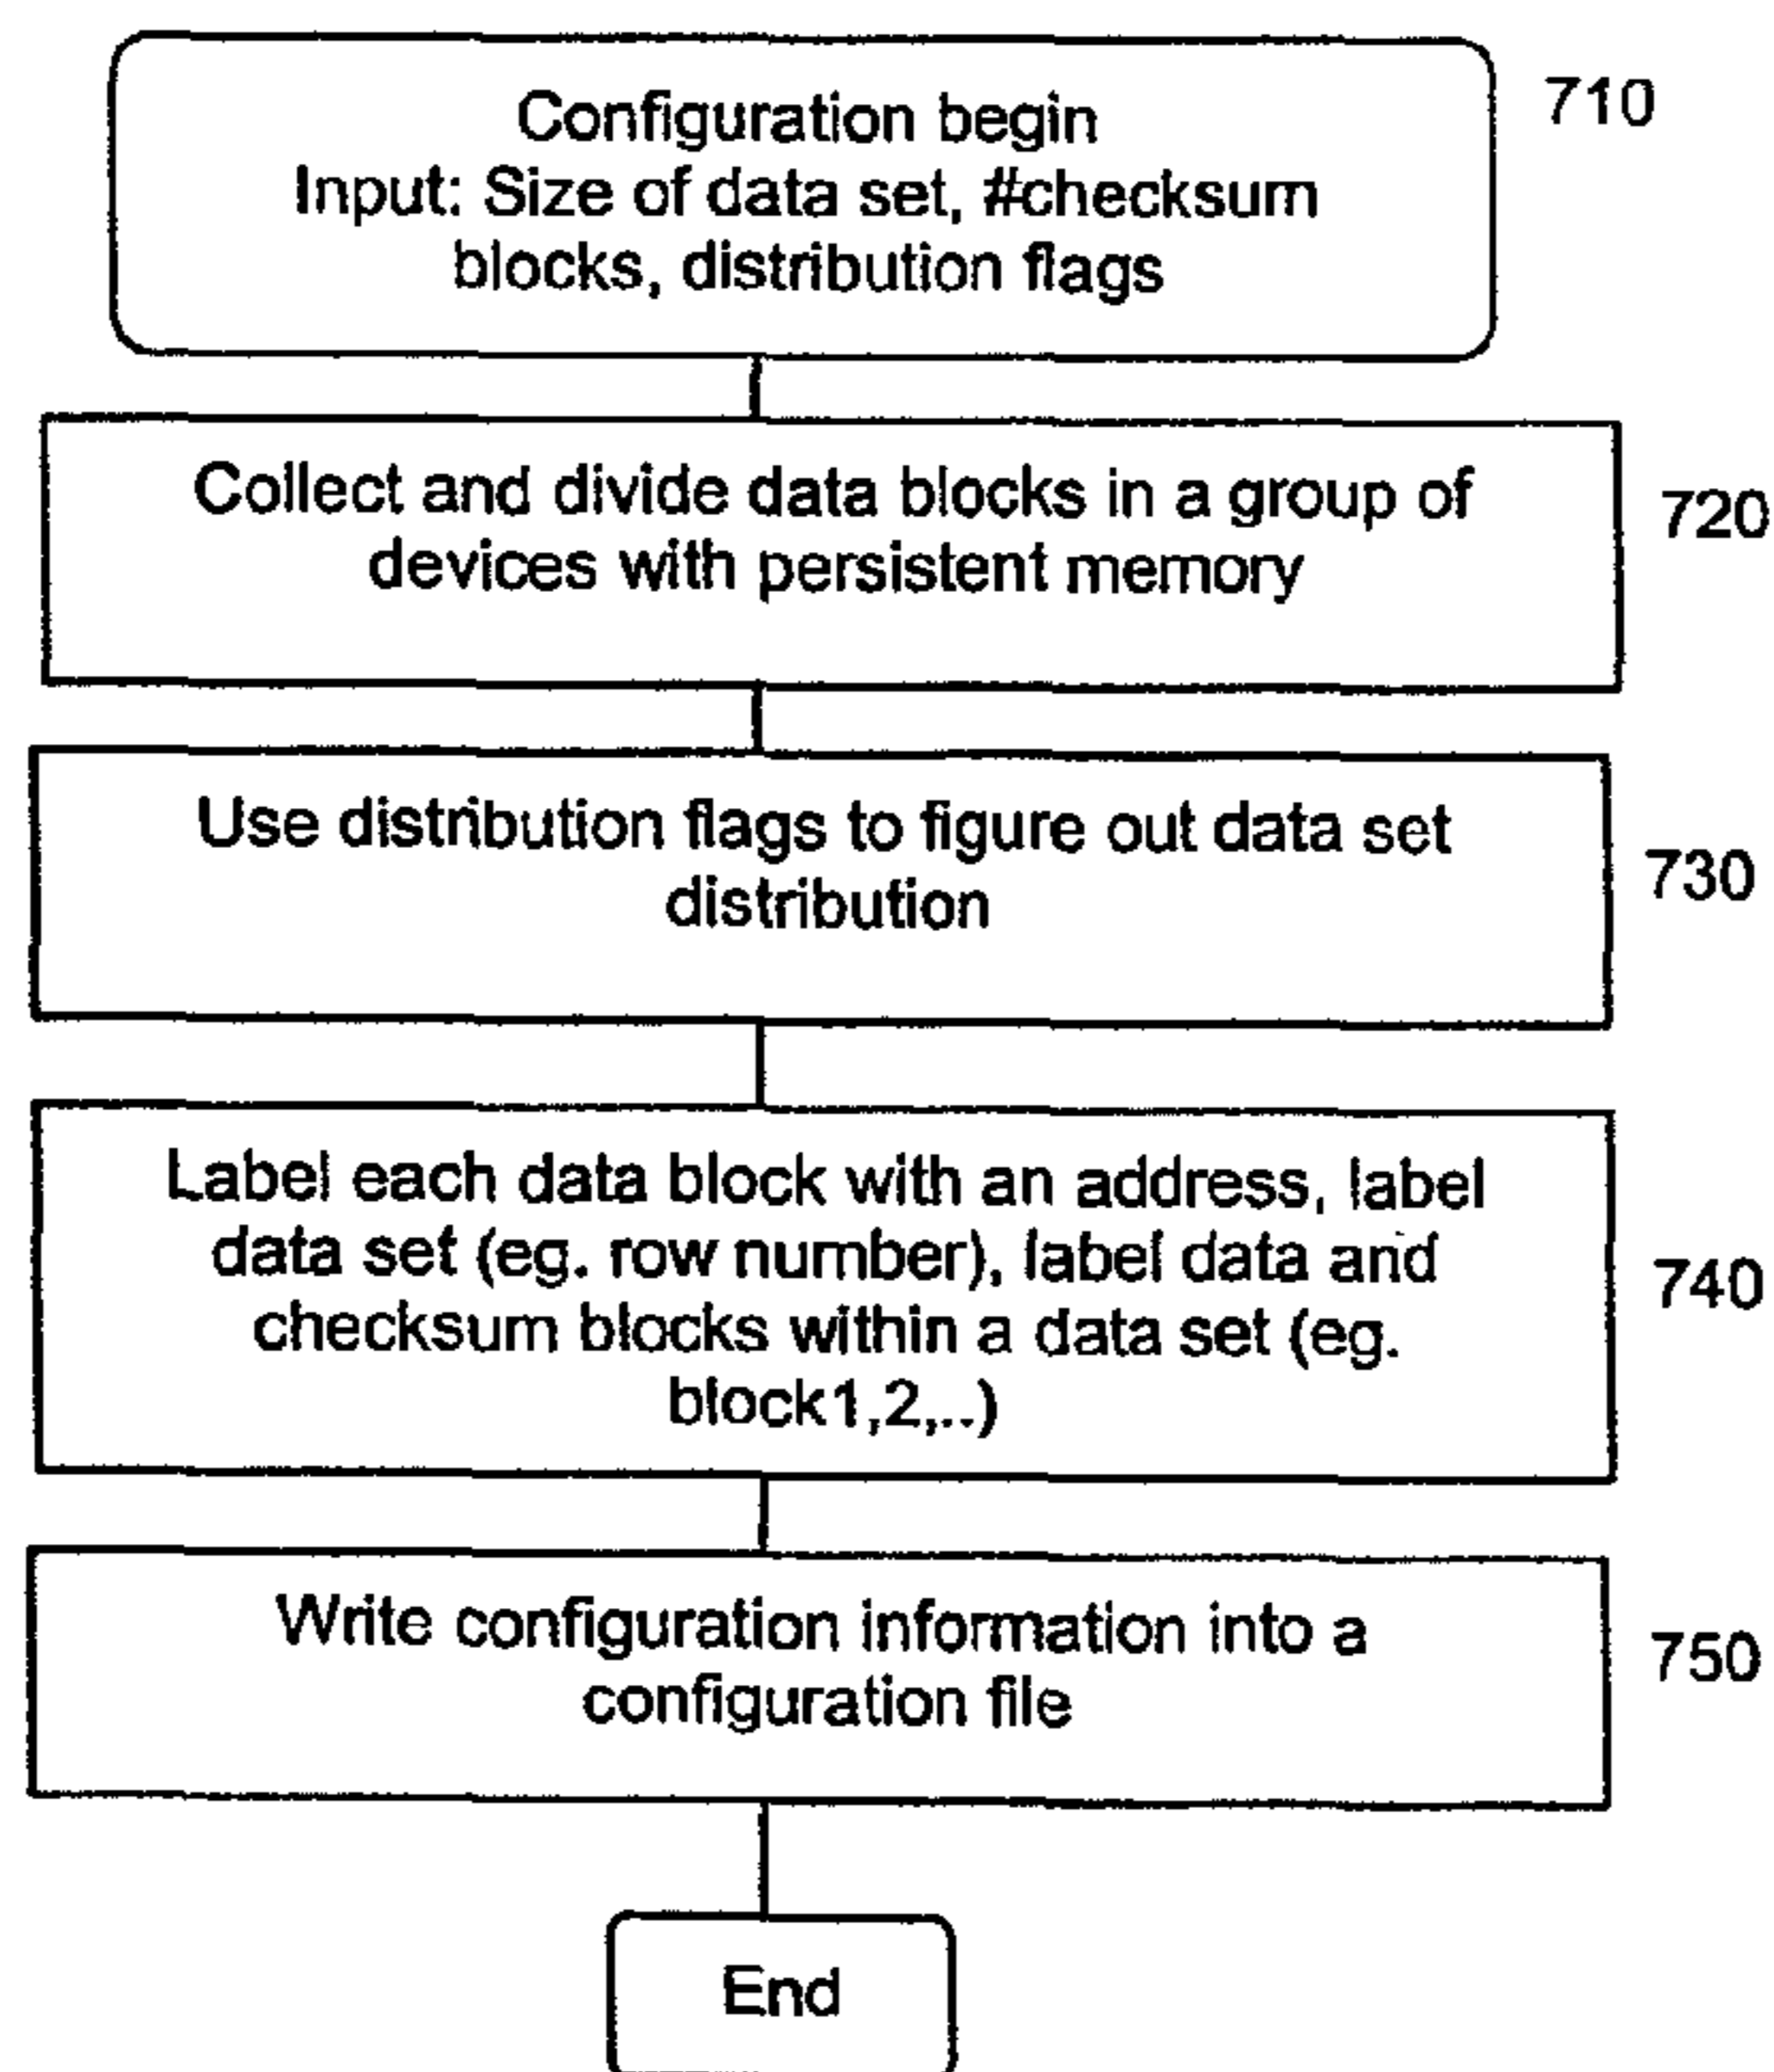 Configuration begin
710
Input: Size of data set, #checksum
blocks, distribution flags
Collect and divide data blocks in a group of
720
devices with persistent memory
Use distribution flags to figure out data set
730
distribution
Label each data block with an address, label
data set (eg. row number), label data and
740
checksum blocks within a data set (eg.
block1,2,..)
Write configuration information into a
750
configuration file
End